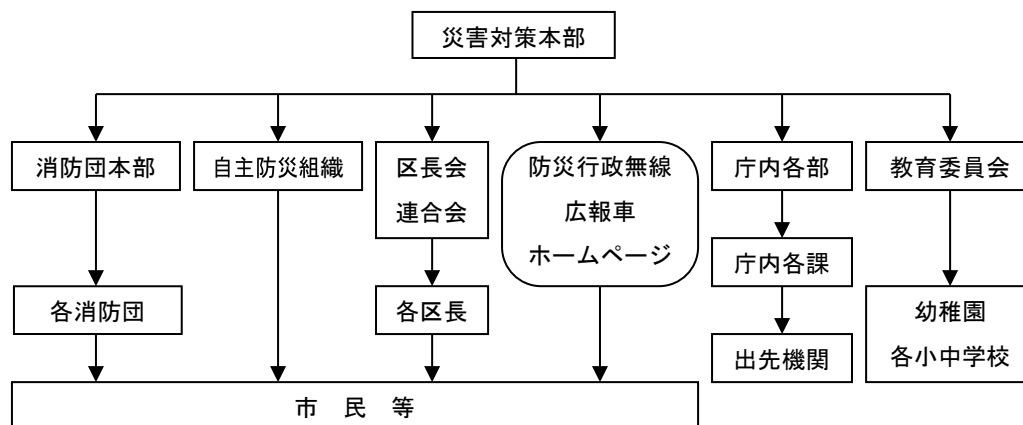 災害対策本部
消防団本部
自主防災組織
区長会
連合会
防災行政無線
広報車
ホームページ
庁内各部
教育委員会
庁内各課
各消防団
各区長
幼稚園
各小中学校
出先機関
市　民　等